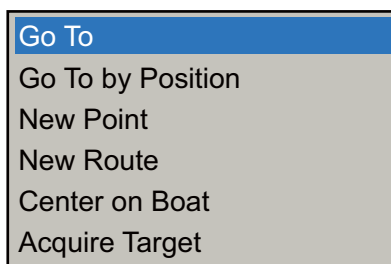 Go To
Go To by Position
New Point
New Route
Center on Boat
Acquire Target